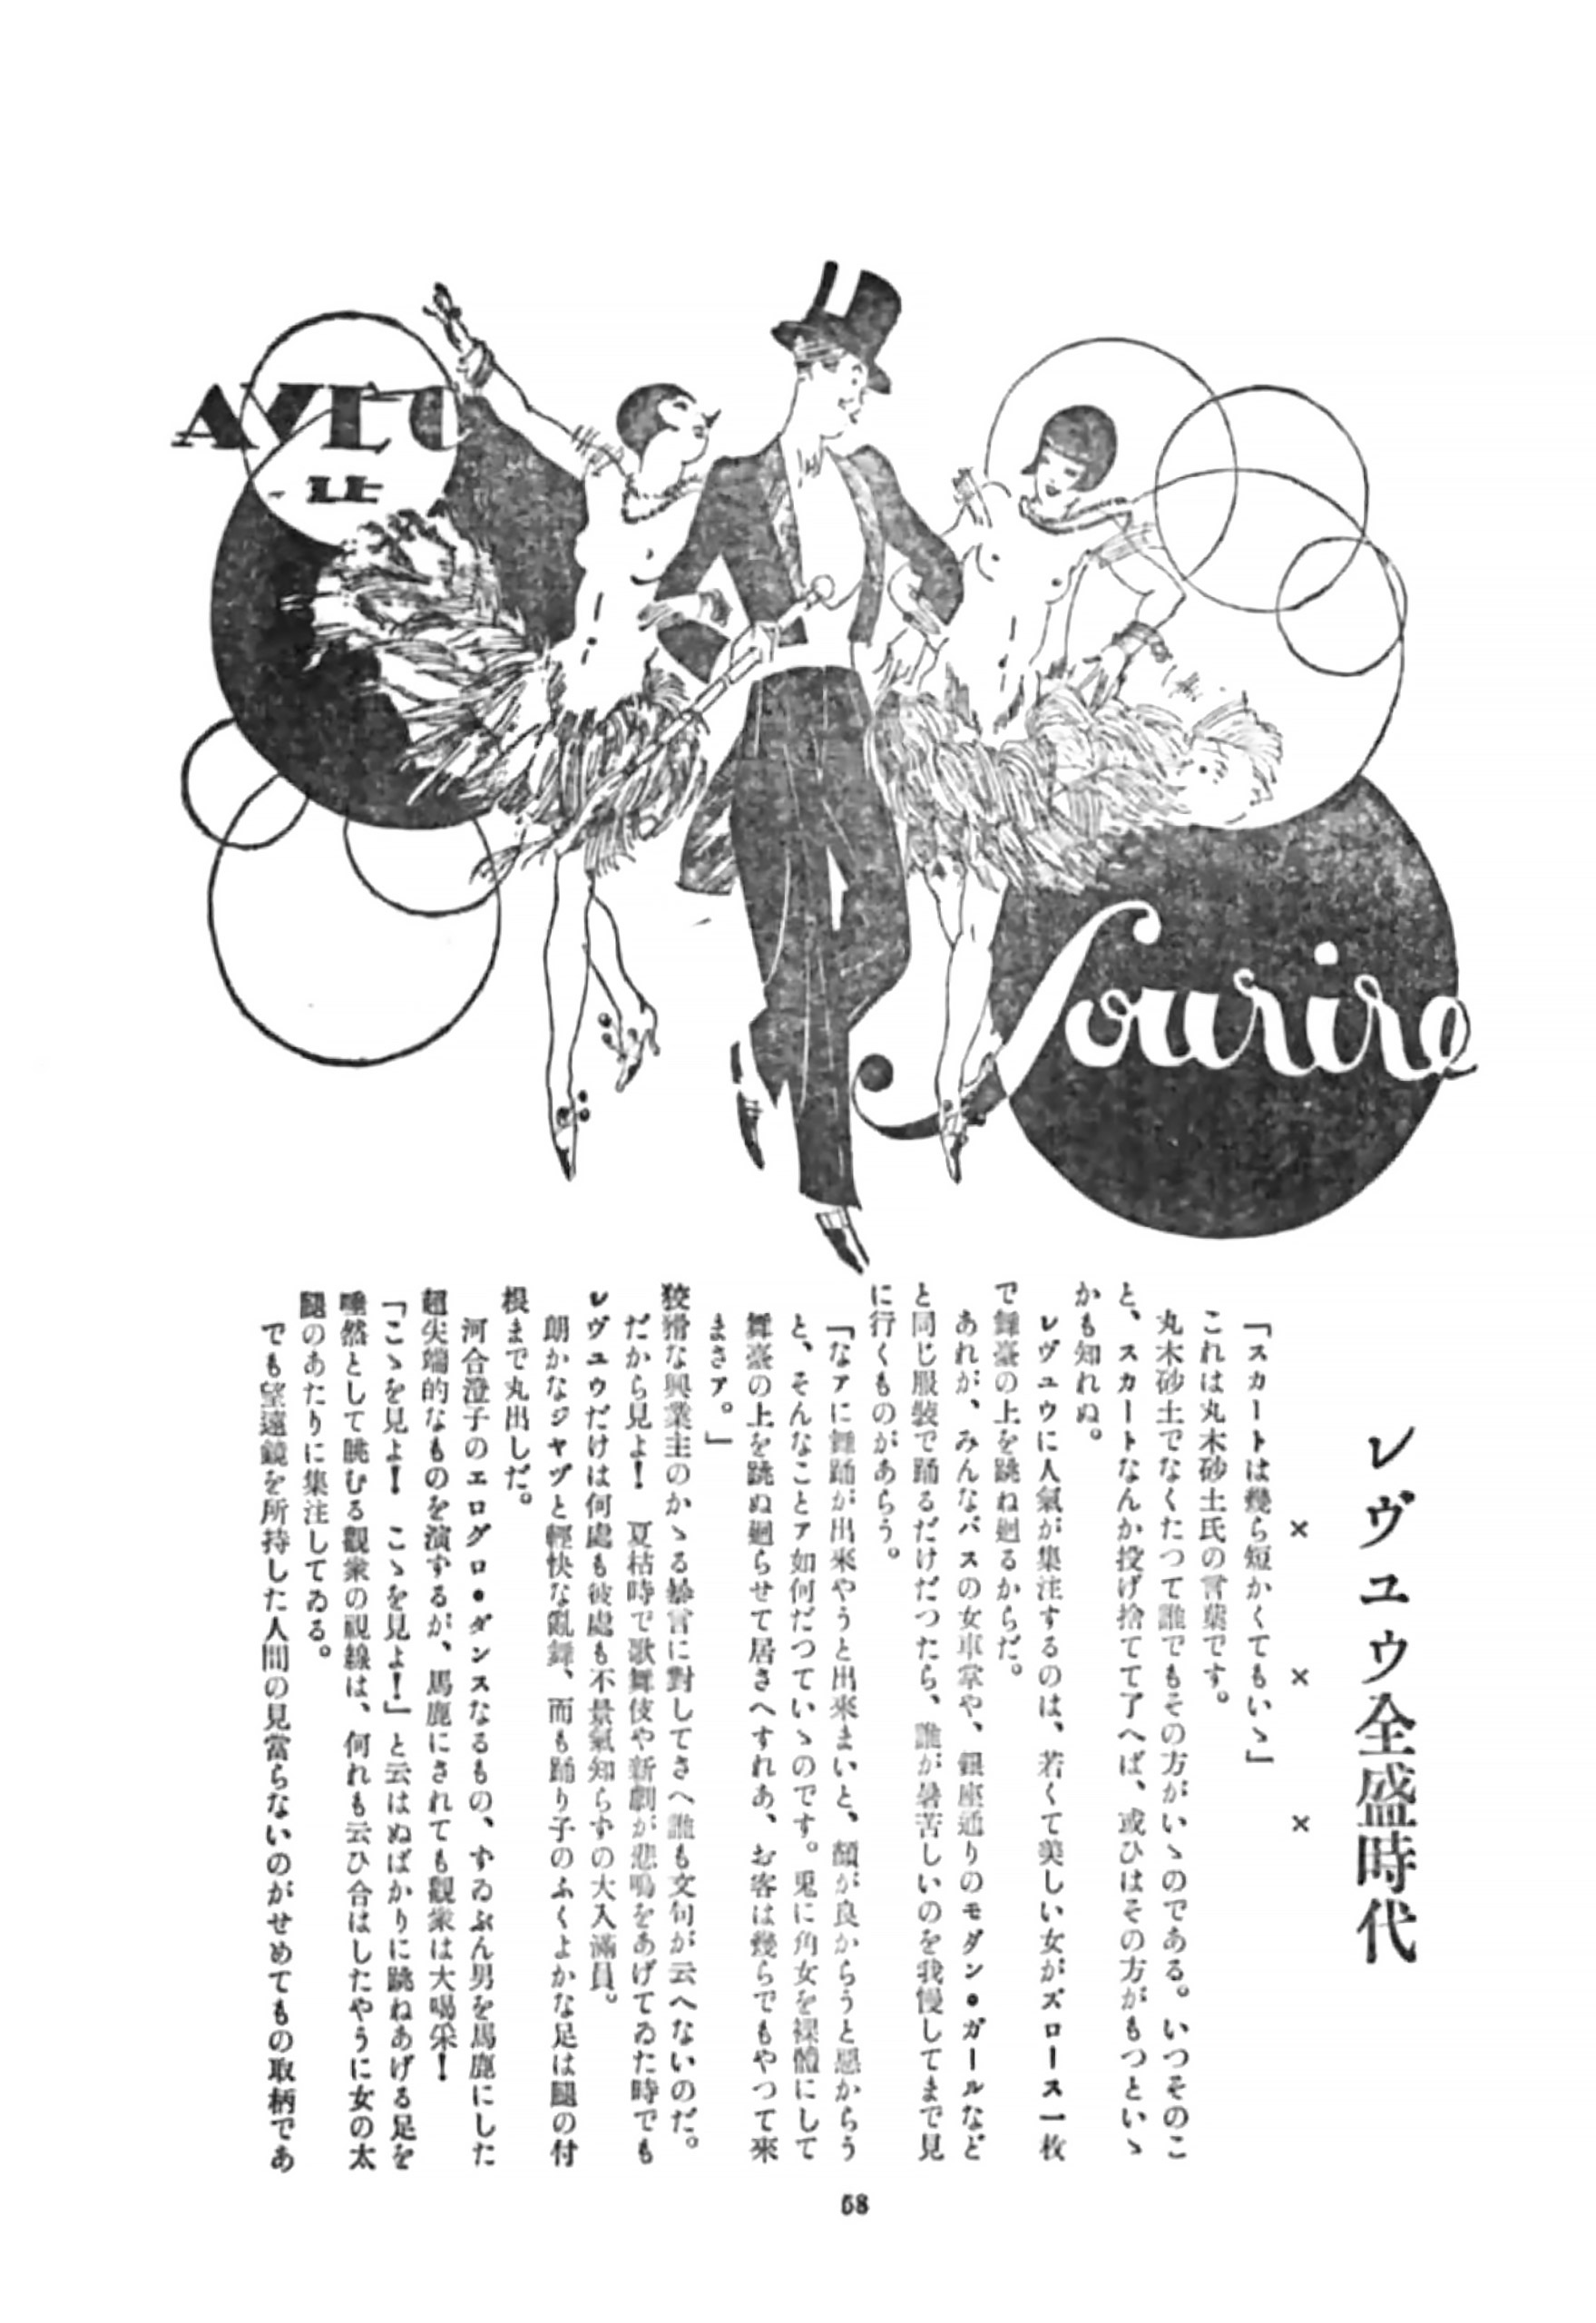 AVEC
LE
Sourire
レヴユウ全盛時代
× × ×
「スカートは幾ら短かくてもいゝ」
これは丸木砂土氏の言葉です。
丸木砂土でなくたつて誰でもその方がいゝのである。いつそのこ
と、スカートなんか投げ捨てて了へば、或ひはその方がもつといゝ
かも知れぬ。
レヴユウに人氣が集注するのは、若くて美しい女がズロース一枚
で舞臺の上を跳ね廻るからだ。
あれが、みんなバスの女車掌や、銀座通りのモダン・ガールなど
と同じ服裝で踊るだけだつたら、誰が暑苦しいのを我慢してまで見
に行くものがあらう。
「なアに舞踊が出來やうと出來まいと、顏が良からうと惡からう
と、そんなことア如何だつていゝのです。兎に角女を裸體にして
舞臺の上を跳ぬ廻らせて居さへすれあ、お客は幾らでもやつて來
まさア。」
狡猾な興業主のかゝる暴言に對してさへ誰も文句が云へないのだ。
だから見よ！　夏枯時で歌舞伎や新劇が悲鳴をあげてゐた時でも
レヴユウだけは何處も彼處も不景氣知らずの大入滿員。
朗かなジヤヅと輕快な亂舞、而も踊り子のふくよかな足は腿の付
根まで丸出しだ。
河合澄子のエログロ・ダンスなるもの、ずゐぶん男を馬鹿にした
超尖端的なものを演ずるが、馬鹿にされても觀衆は大喝采！
「こゝを見よ！　こゝを見よ！」と云はぬばかりに跳ねあげる足を
唖然として眺むる觀衆の視線は、何れも云ひ合はしたやうに女の太
腿のあたりに集注してゐる。
でも望遠鏡を所持した人間の見當らないのがせめてもの取柄であ
58